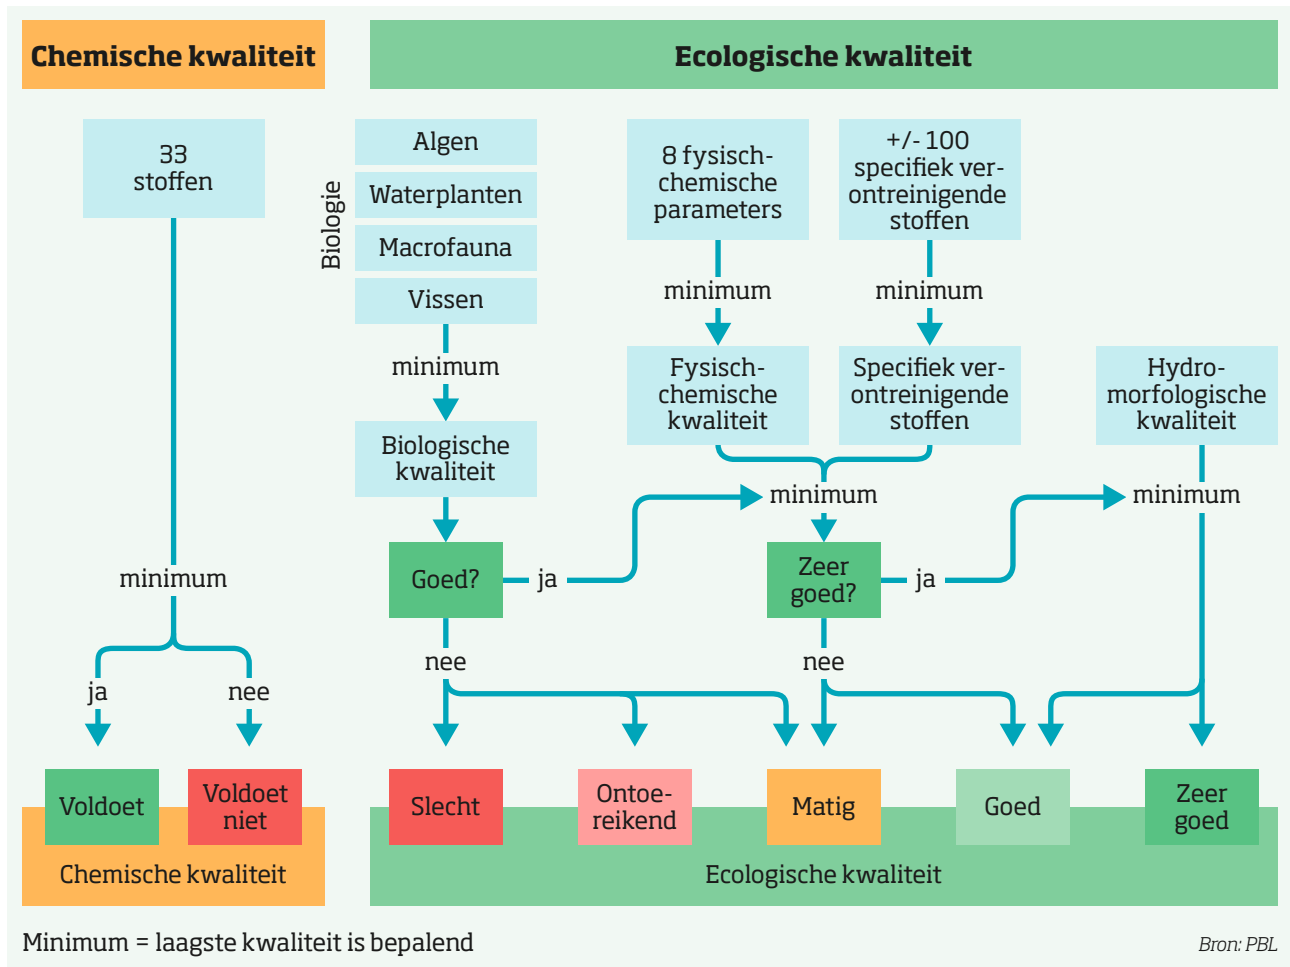 Chemische kwaliteit
Ecologische kwaliteit
33
stoffen
minimum
ja
nee
Voldoet
Voldoet
niet
Chemische kwaliteit
Biologie
Algen
Waterplanten
Macrofauna
Vissen
minimum
Biologische
kwaliteit
Goed?
ja
nee
8 fysisch-
chemische
parameters
minimum
Fysisch-
chemische
kwaliteit
+/- 100
specifiek ver-
ontreinigende
stoffen
minimum
Specifiek ver-
ontreinigende
stoffen
minimum
Zeer
goed?
ja
nee
Hydro-
morfologische
kwaliteit
minimum
Slecht
Ontoe-
reikend
Matig
Goed
Zeer
goed
Ecologische kwaliteit
Minimum = laagste kwaliteit is bepalend
Bron: PBL